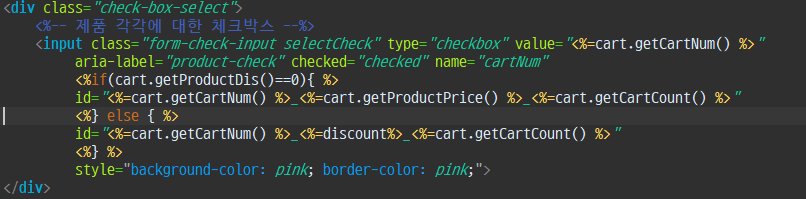 <div class="check-box-select">
<%-- 제품 각각에 대한 체크박스 --%>
<input class="form-check-input selectCheck" type="checkbox" value="<%=cart.getCartNum() %>"
aria-label="product-check" checked="checked" name="cartNum"
<%if(cart.getProductDis()==0){ %>
id="<%=cart.getCartNum() %>_<%=cart.getProductPrice() %>_<%=cart.getCartCount() %>"
<%} else { %>
id="<%=cart.getCartNum() %>_<%=discount%>_<%=cart.getCartCount() %>"
<%} %>
style="background-color: pink; border-color: pink;">
</div>